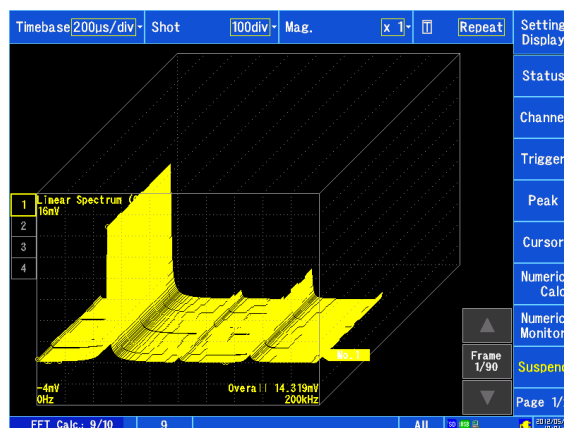 Timebase 200µs/div Shot 100div Mag. x 1 Repeat
Setting
Display
Status
Channe
Trigger
Peak
Cursor
Numeric
Calc
Numeric
Monitor
Suspend
Page 1/
1
2
3
4
Linear Spectrum (
16mV
No.1
Frame
1/90
-4mV
Overall 14.319mV
0Hz
200kHz
FFT Calc.: 9/10 9 All
SD